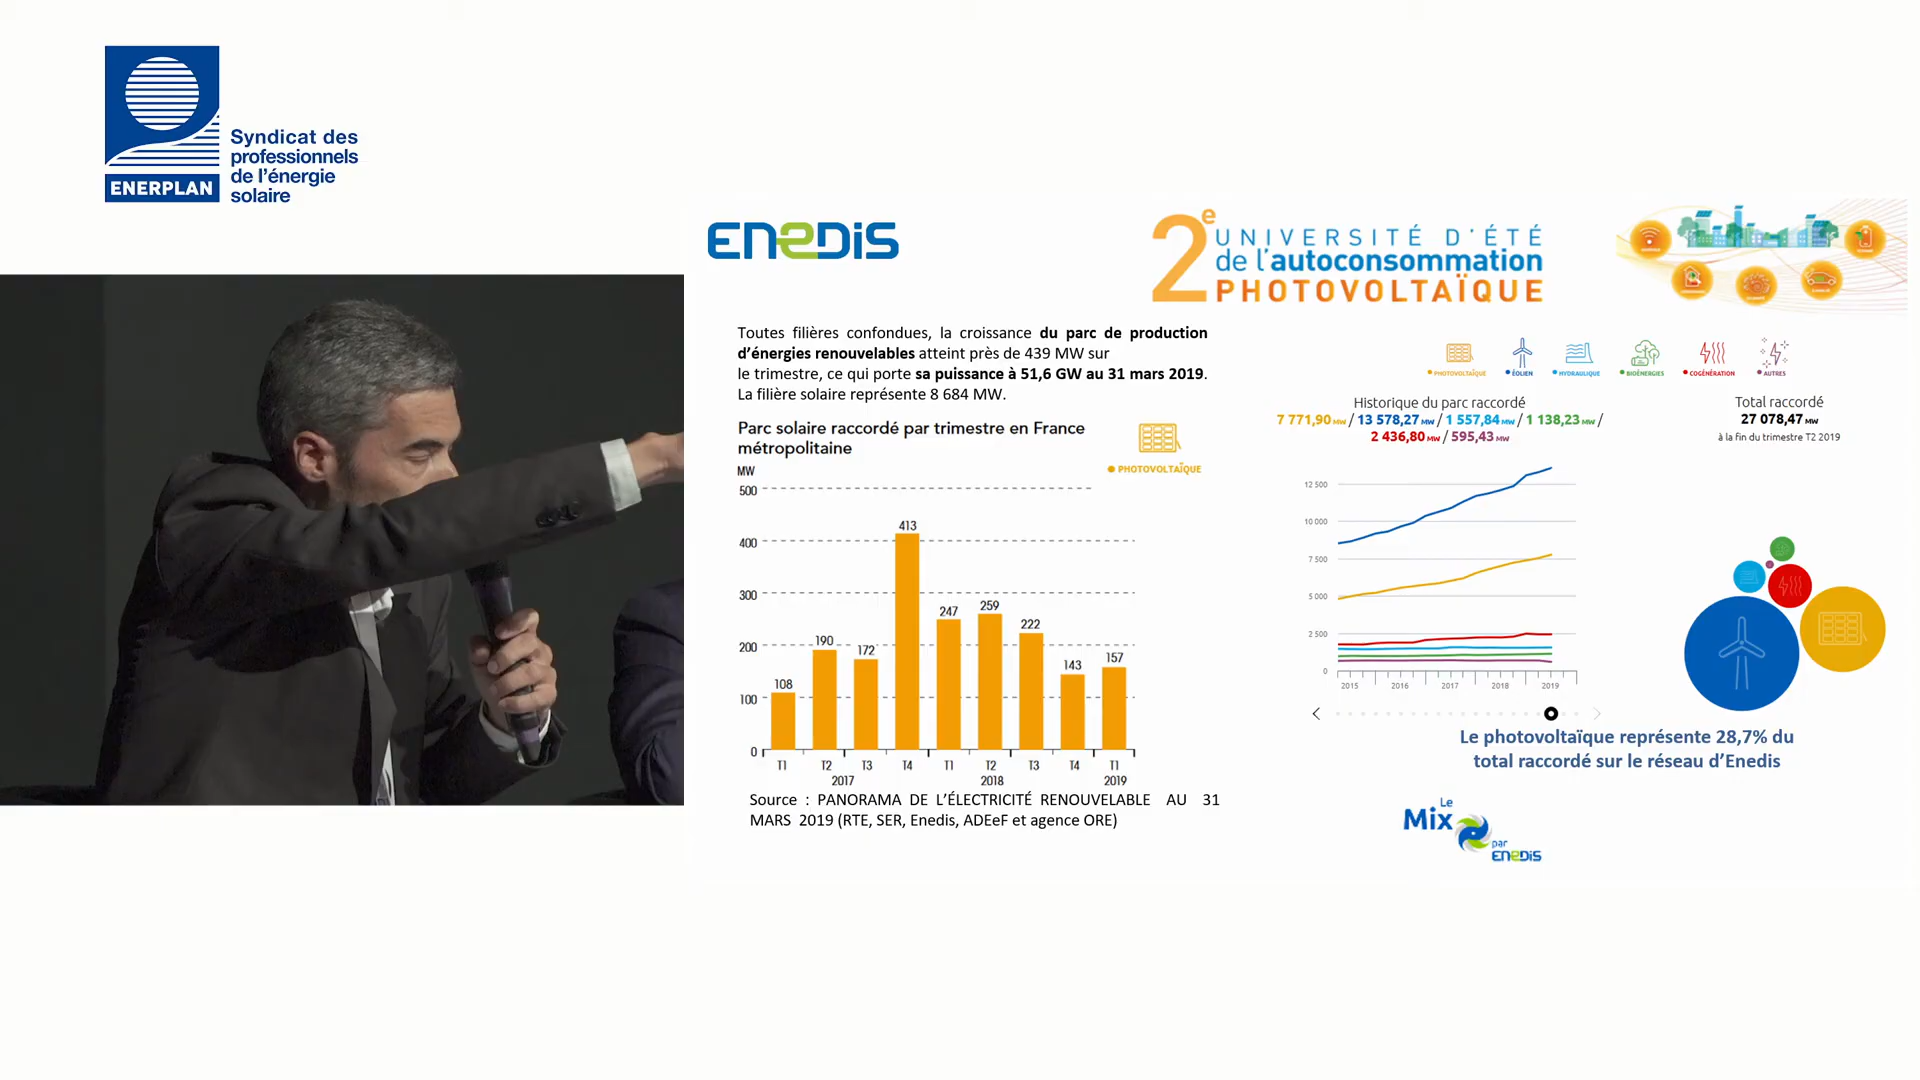 ENERPLAN
Syndicat des
professionnels
de l'énergie
solaire
ENEDIS
2e UNIVERSITÉ D'ÉTÉ
de l'autoconsommation
PHOTOVOLTAÏQUE
Toutes filières confondues, la croissance du parc de production
d'énergies renouvelables atteint près de 439 MW sur
le trimestre, ce qui porte sa puissance à 51,6 GW au 31 mars 2019.
La filière solaire représente 8 684 MW.
Parc solaire raccordé par trimestre en France
métropolitaine
PHOTOVOLTAÏQUE
MW
500
400
300
200
100
0
108
190
172
413
247
259
222
143
157
T1 T2 T3 T4 T1 T2 T3 T4 T1
2017 2018 2019
Source : PANORAMA DE L'ÉLECTRICITÉ RENOUVELABLE AU 31
MARS 2019 (RTE, SER, Enedis, ADEeF et agence ORE)
PHOTOVOLTAÏQUE ÉOLIEN HYDRAULIQUE BIOÉNERGIES COGÉNÉRATION AUTRES
Historique du parc raccordé
7 771,90 MW / 13 578,27 MW / 1 557,84 MW / 1 138,23 MW /
2 436,80 MW / 595,43 MW
Total raccordé
27 078,47 MW
à la fin du trimestre T2 2019
12 500
10 000
7 500
5 000
2 500
0
2015 2016 2017 2018 2019
Le photovoltaïque représente 28,7% du
total raccordé sur le réseau d'Enedis
Le
Mix
par
ENEDIS